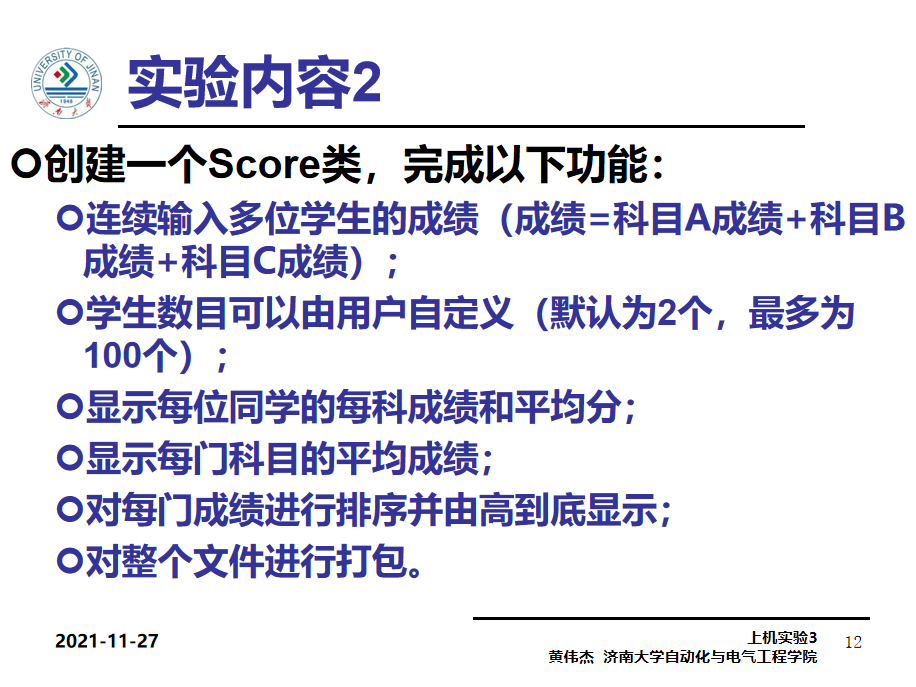 UNIVERSITY OF JINAN
1948
实验内容2
创建一个Score类，完成以下功能：
连续输入多位学生的成绩（成绩=科目A成绩+科目B
成绩+科目C成绩）；
学生数目可以由用户自定义（默认为2个，最多为
100个）；
显示每位同学的每科成绩和平均分；
显示每门科目的平均成绩；
对每门成绩进行排序并由高到底显示；
对整个文件进行打包。
2021-11-27
上机实验3
黄伟杰 济南大学自动化与电气工程学院
12